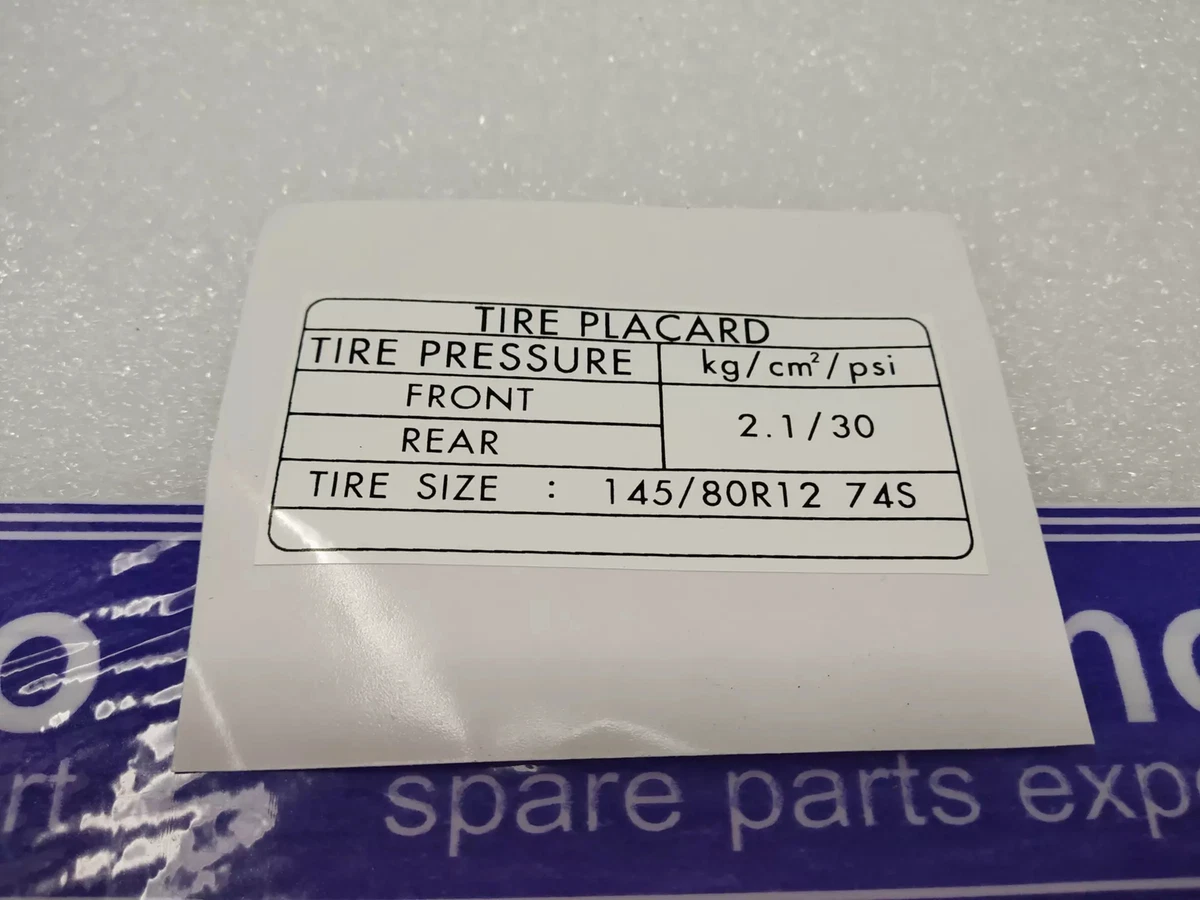 TIRE PLACARD
TIRE PRESSURE kg/cm²/psi
FRONT
2.1/30
REAR
TIRE SIZE : 145/80R12 74S
spare parts